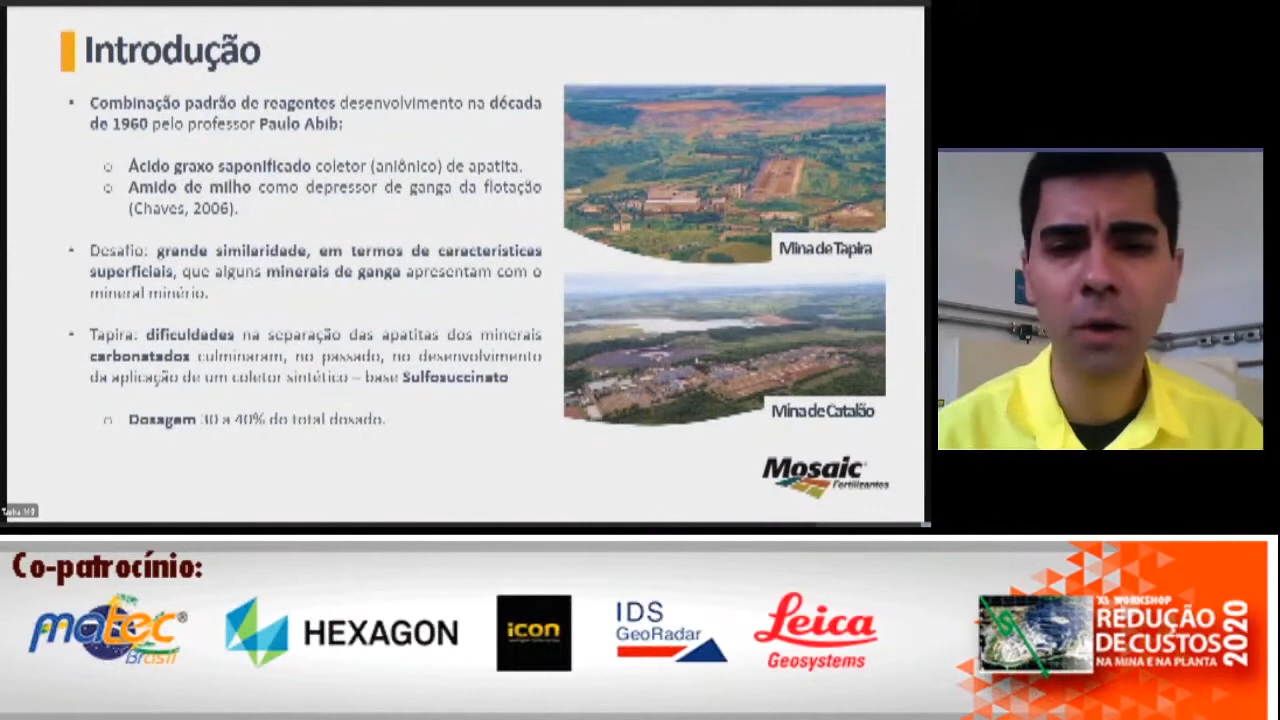 Introdução
▪ Combinação padrão de reagentes desenvolvimento na década
de 1960 pelo professor Paulo Abib:
○ Ácido graxo saponificado coletor (aniônico) de apatita.
○ Amido de milho como depressor de ganga da flotação
(Chaves, 2006).
▪ Desafio: grande similaridade, em termos de características
superficiais, que alguns minerais de ganga apresentam com o
mineral minério.
▪ Tapira: dificuldades na separação das apatitas dos minerais
carbonatados culminaram, no passado, no desenvolvimento
da aplicação de um coletor sintético – base Sulfosuccinato
○ Dosagem 30 a 40% do total dosado.
Mina de Tapira
Mina de Catalão
Mosaic
Fertilizantes
Co-patrocínio:
matec®
Brasil
HEXAGON
icon
IDS
GeoRadar
Leica
Geosystems
XI WORKSHOP
REDUÇÃO
DE CUSTOS
NA MINA E NA PLANTA
2020